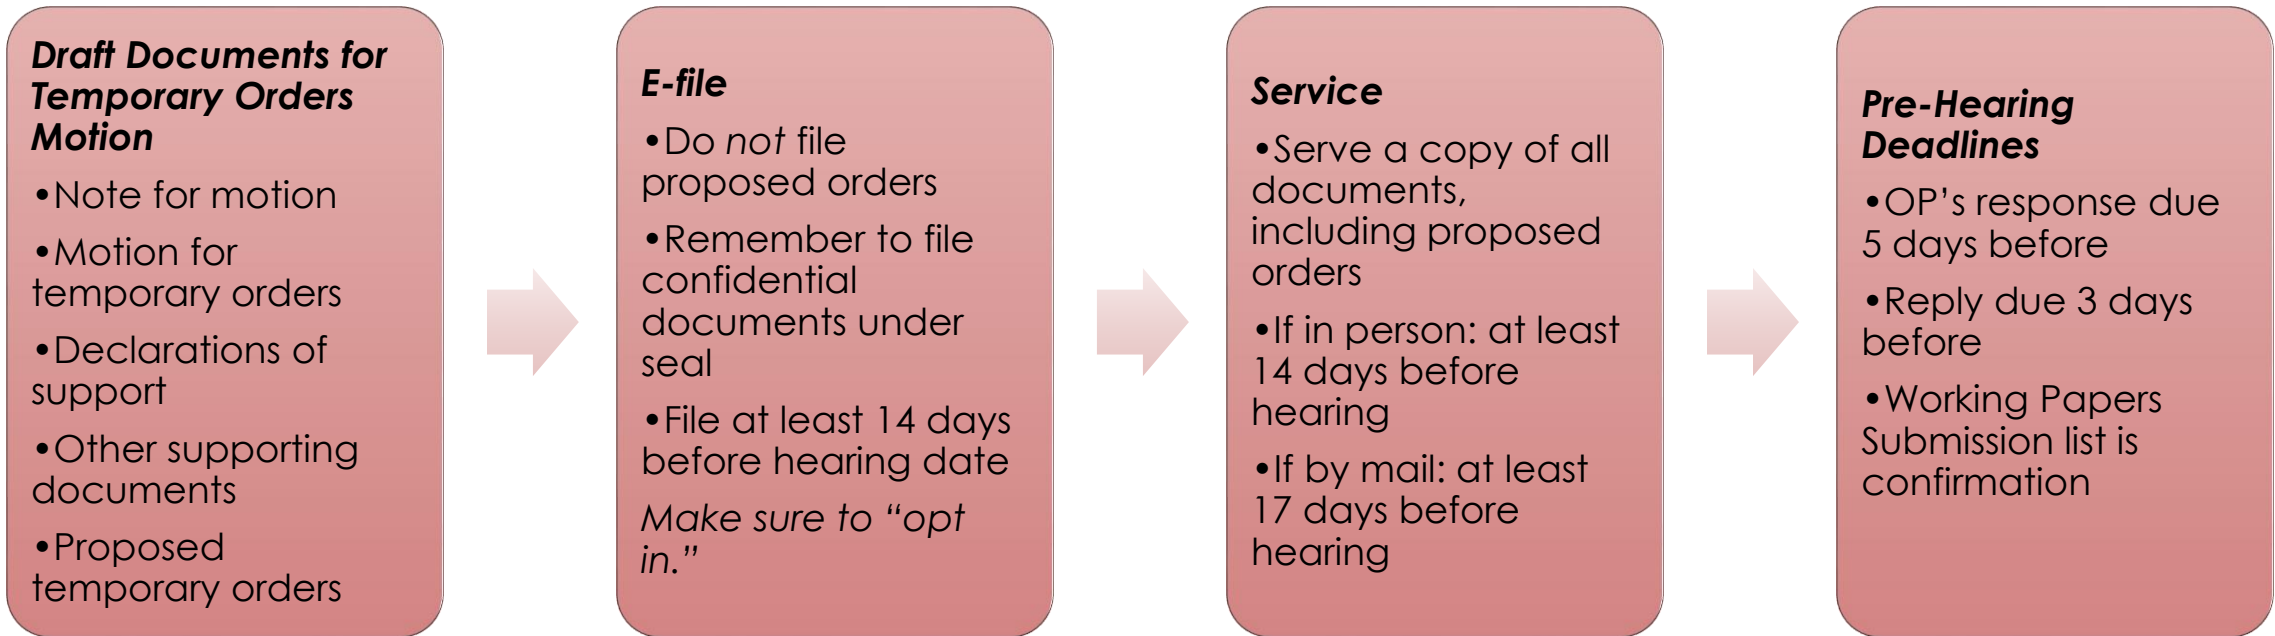 Draft Documents for
Temporary Orders
Motion
•Note for motion
•Motion for
temporary orders
•Declarations of
support
•Other supporting
documents
•Proposed
temporary orders
E-file
•Do not file
proposed orders
•Remember to file
confidential
documents under
seal
•File at least 14 days
before hearing date
Make sure to “opt
in.”
Service
•Serve a copy of all
documents,
including proposed
orders
•If in person: at least
14 days before
hearing
•If by mail: at least
17 days before
hearing
Pre-Hearing
Deadlines
•OP’s response due
5 days before
•Reply due 3 days
before
•Working Papers
Submission list is
confirmation